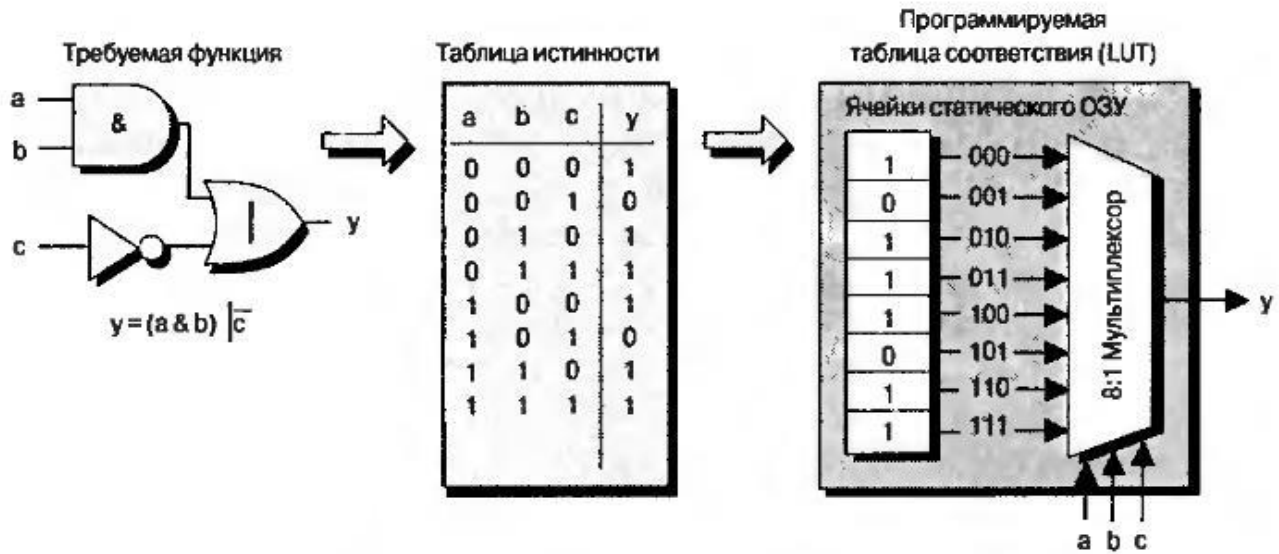 Требуемая функция
a
b
&
c
|
y
y = (a & b) | c̅
Таблица истинности
a b c y
0 0 0 1
0 0 1 0
0 1 0 1
0 1 1 1
1 0 0 1
1 0 1 0
1 1 0 1
1 1 1 1
Программируемая
таблица соответствия (LUT)
Ячейки статического ОЗУ
1 000
0 001
1 010
1 011
1 100
0 101
1 110
1 111
8:1 Мультиплексор
y
a b c